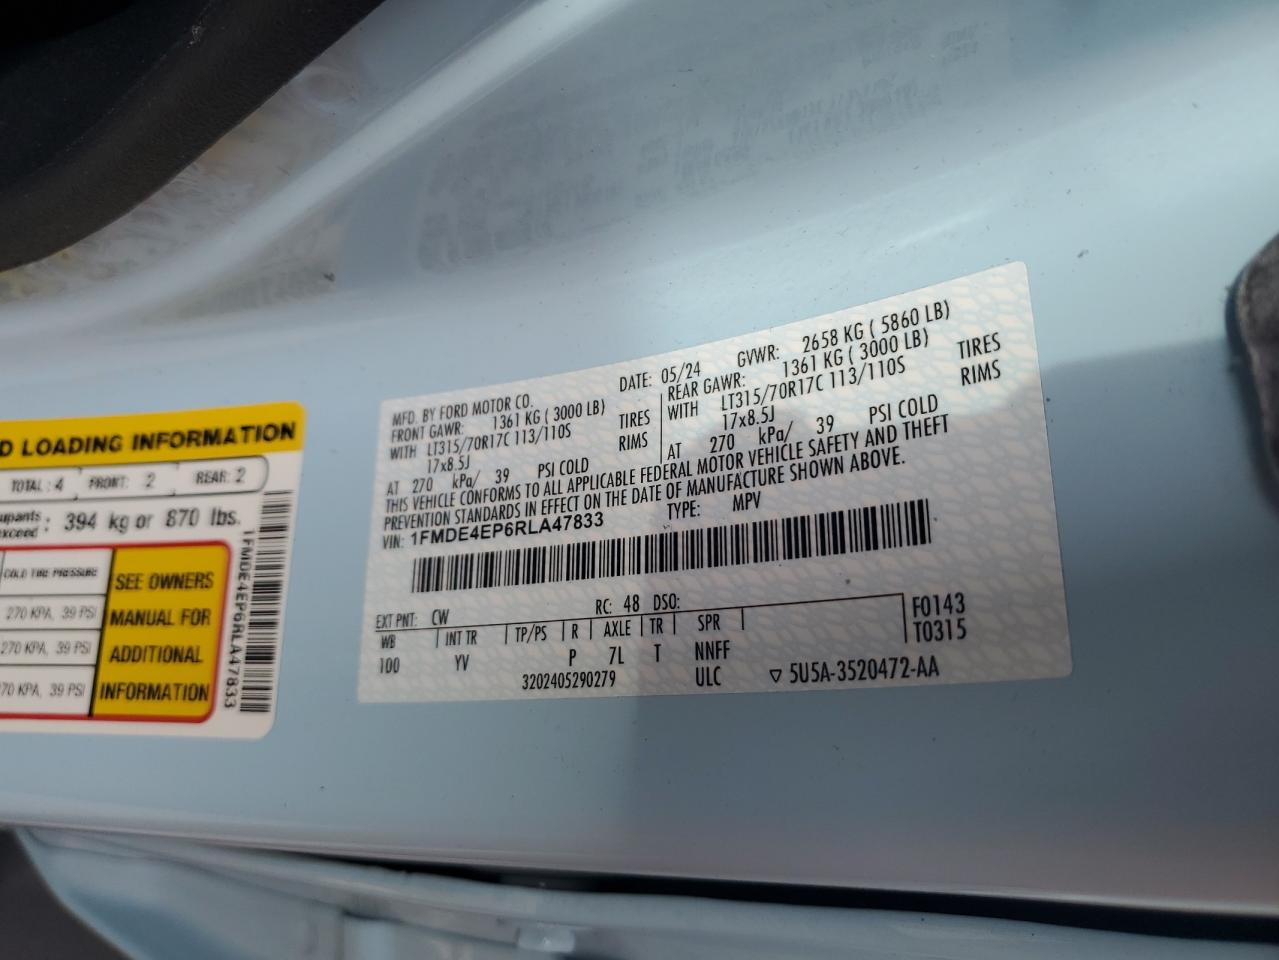 D LOADING INFORMATION
TOTAL: 4 FRONT: 2 REAR: 2
upants
xceed : 394 kg or 870 lbs.
COLD TIRE PRESSURE
270 KPA, 39 PSI
270 KPA, 39 PSI
70 KPA, 39 PSI
SEE OWNERS
MANUAL FOR
ADDITIONAL
INFORMATION
1FMDE4EP6RLA47833
MFD. BY FORD MOTOR CO. DATE: 05/24 GVWR: 2658 KG ( 5860 LB)
FRONT GAWR: 1361 KG ( 3000 LB) REAR GAWR: 1361 KG ( 3000 LB)
WITH LT315/70R17C 113/110S TIRES WITH LT315/70R17C 113/110S TIRES
17x8.5J RIMS 17x8.5J RIMS
AT 270 kPa/ 39 PSI COLD AT 270 kPa/ 39 PSI COLD
THIS VEHICLE CONFORMS TO ALL APPLICABLE FEDERAL MOTOR VEHICLE SAFETY AND THEFT
PREVENTION STANDARDS IN EFFECT ON THE DATE OF MANUFACTURE SHOWN ABOVE.
VIN: 1FMDE4EP6RLA47833 TYPE: MPV
EXT PNT: CW RC: 48 DSO: F0143
WB INT TR TP/PS R AXLE TR SPR T0315
100 YV P 7L T NNFF
3202405290279 ULC ▽ 5U5A-3520472-AA